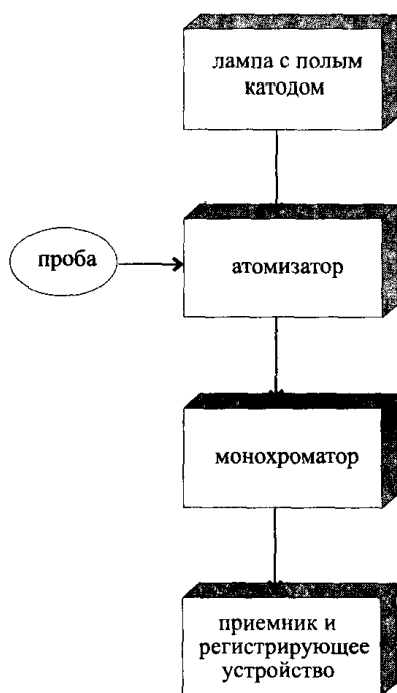 лампа с полым
катодом
проба
атомизатор
монохроматор
приемник и
регистрирующее
устройство